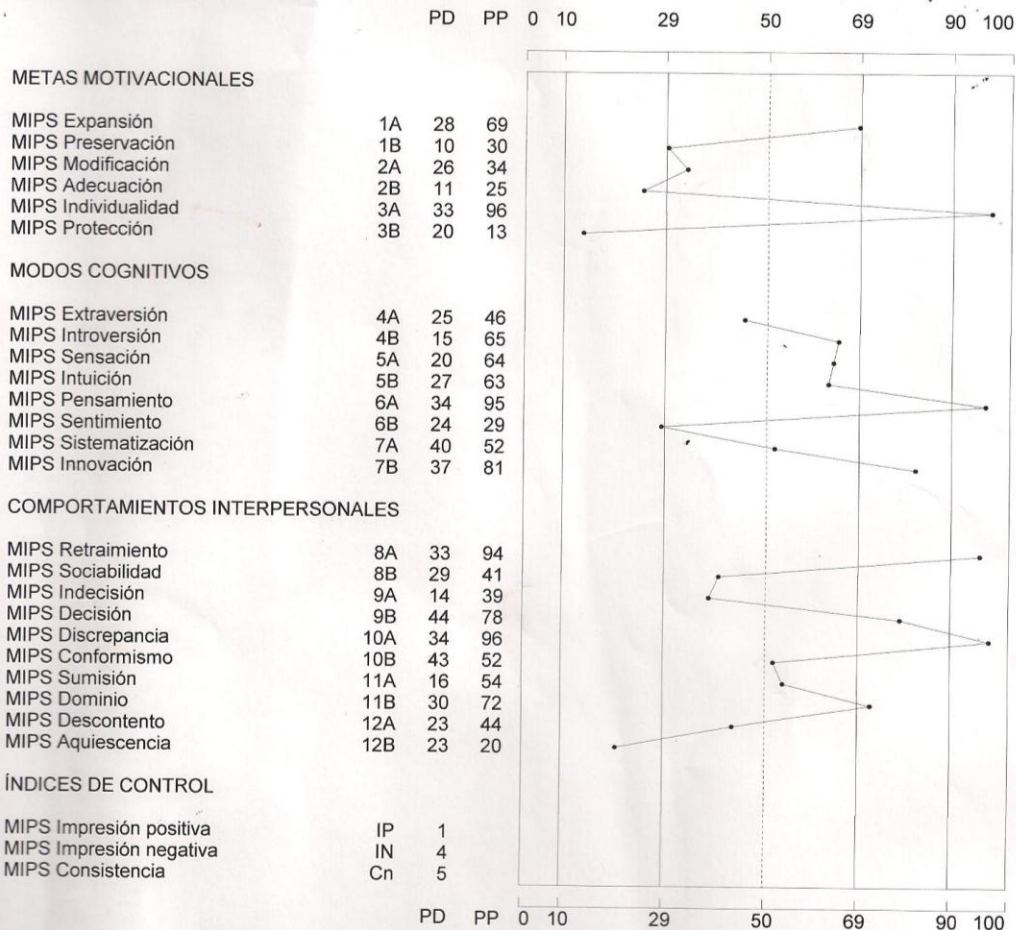 PD PP 0 10 29 50 69 90 100
METAS MOTIVACIONALES
MIPS Expansión 1A 28 69
MIPS Preservación 1B 10 30
MIPS Modificación 2A 26 34
MIPS Adecuación 2B 11 25
MIPS Individualidad 3A 33 96
MIPS Protección 3B 20 13
MODOS COGNITIVOS
MIPS Extraversión 4A 25 46
MIPS Introversión 4B 15 65
MIPS Sensación 5A 20 64
MIPS Intuición 5B 27 63
MIPS Pensamiento 6A 34 95
MIPS Sentimiento 6B 24 29
MIPS Sistematización 7A 40 52
MIPS Innovación 7B 37 81
COMPORTAMIENTOS INTERPERSONALES
MIPS Retraimiento 8A 33 94
MIPS Sociabilidad 8B 29 41
MIPS Indecisión 9A 14 39
MIPS Decisión 9B 44 78
MIPS Discrepancia 10A 34 96
MIPS Conformismo 10B 43 52
MIPS Sumisión 11A 16 54
MIPS Dominio 11B 30 72
MIPS Descontento 12A 23 44
MIPS Aquiescencia 12B 23 20
ÍNDICES DE CONTROL
MIPS Impresión positiva IP 1
MIPS Impresión negativa IN 4
MIPS Consistencia Cn 5
PD PP 0 10 29 50 69 90 100